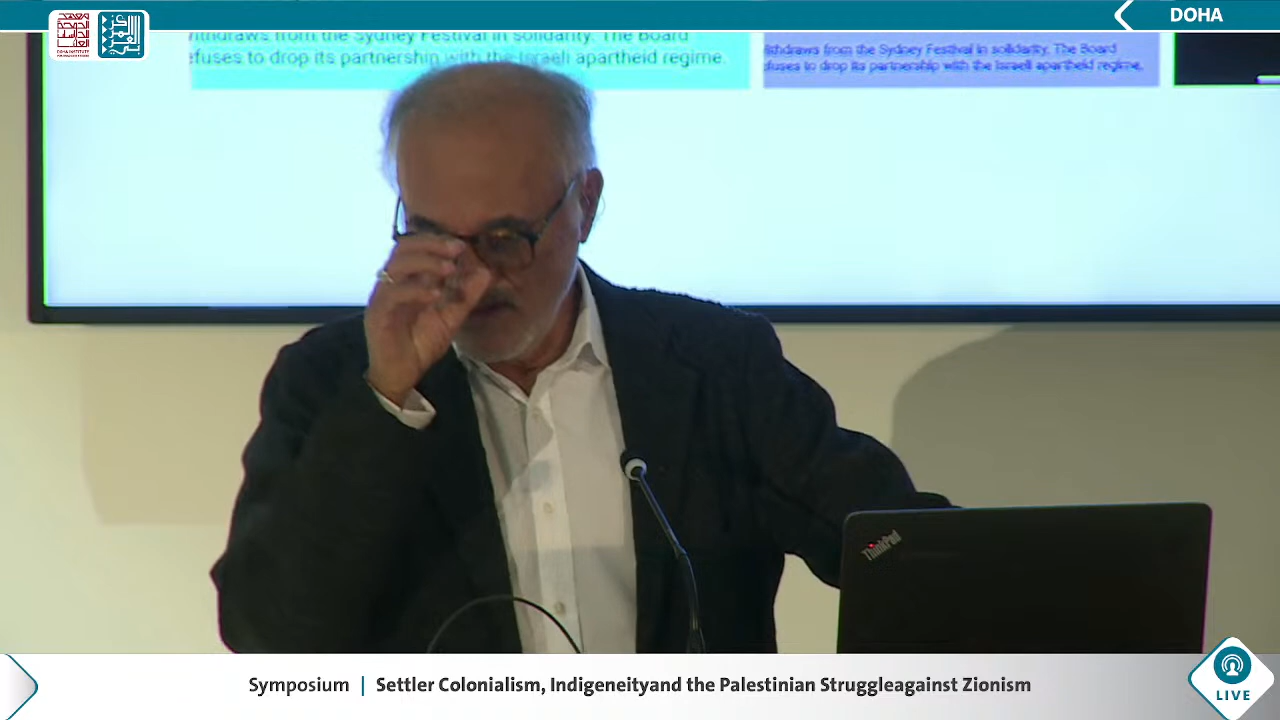 DOHA
withdraws from the Sydney Festival in solidarity. The Board
efuses to drop its partnership with the Israeli apartheid regime.
from the Sydney Festival in solidarity. The Board
fuses to drop its partnership with the Israeli apartheid regime.
ThinkPad
Symposium | Settler Colonialism, Indigeneityand the Palestinian Struggleagainst Zionism
LIVE